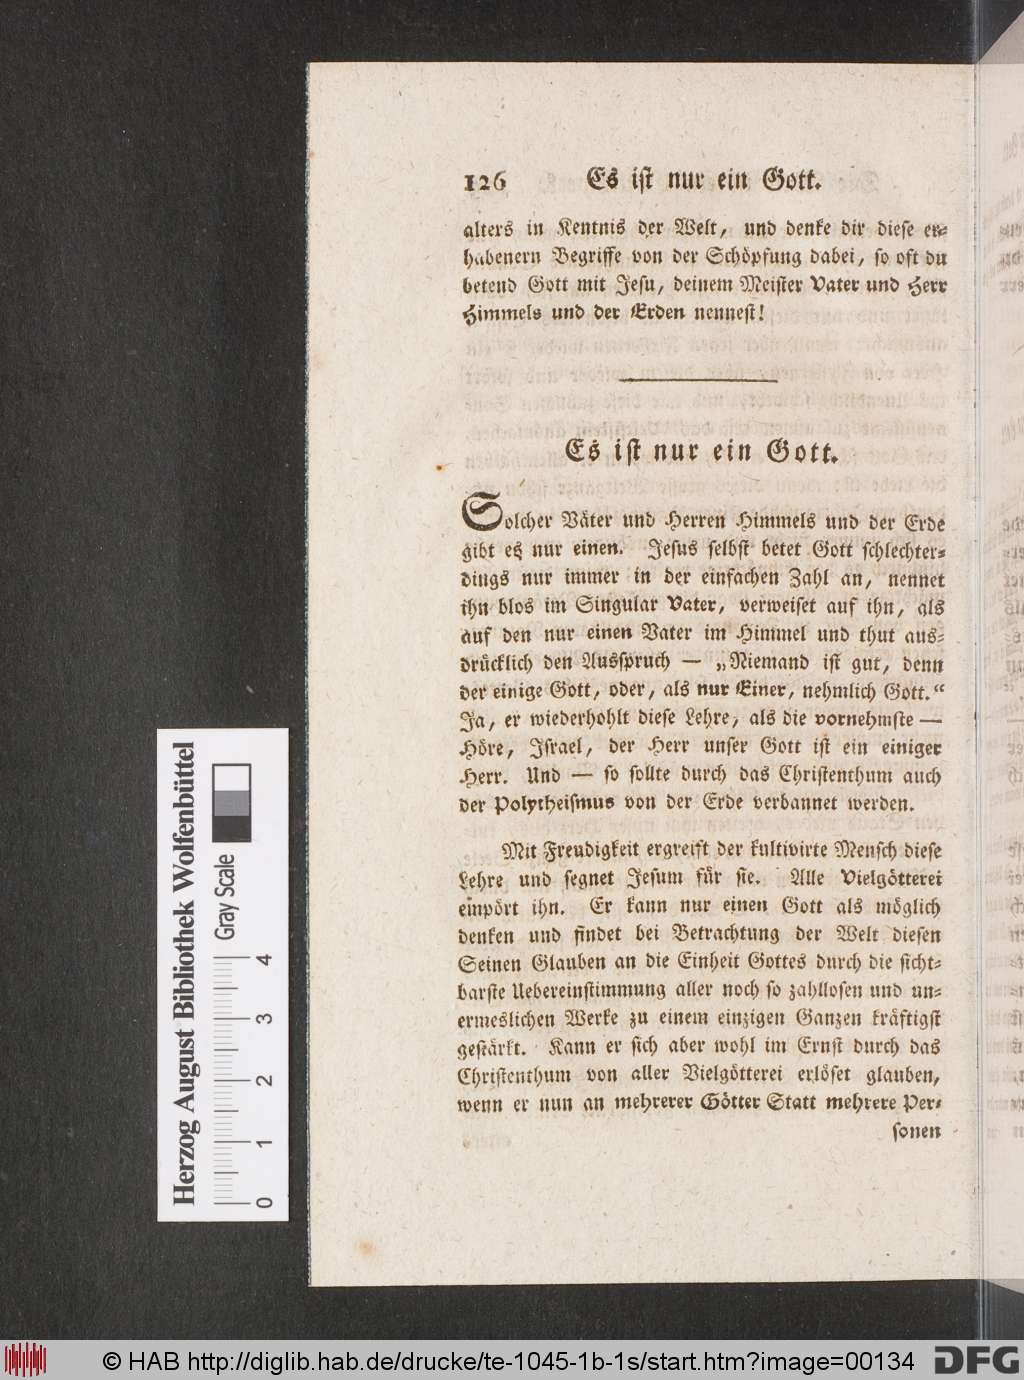 126 Es ist nur ein Gott.
alters in Kentnis der Welt, und denke dir diese er-
habenern Begriffe von der Schöpfung dabei, so oft du
betend Gott mit Jesu, deinem Meister Vater und Herr
Himmels und der Erden nennest!
Es ist nur ein Gott.
Solcher Väter und Herren Himmels und der Erde
gibt es nur einen. Jesus selbst betet Gott schlechter-
dings nur immer in der einfachen Zahl an, nennet
ihn blos im Singular Vater, verweiset auf ihn, als
auf den nur einen Vater im Himmel und thut aus-
drücklich den Ausspruch — „Niemand ist gut, denn
der einige Gott, oder, als nur Einer, nehmlich Gott.“
Ja, er wiederhohlt diese Lehre, als die vornehmste —
Höre, Israel, der Herr unser Gott ist ein einiger
Herr. Und — so sollte durch das Christenthum auch
der Polytheismus von der Erde verbannet werden.
Mit Freudigkeit ergreift der kultivirte Mensch diese
Lehre und segnet Jesum für sie. Alle Vielgötterei
empört ihn. Er kann nur einen Gott als möglich
denken und findet bei Betrachtung der Welt diesen
Seinen Glauben an die Einheit Gottes durch die sicht-
barste Uebereinstimmung aller noch so zahllosen und un-
ermeslichen Werke zu einem einzigen Ganzen kräftigst
gestärkt. Kann er sich aber wohl im Ernst durch das
Christenthum von aller Vielgötterei erlöset glauben,
wenn er nun an mehrerer Götter Statt mehrere Per-
sonen
Herzog August Bibliothek Wolfenbüttel
Gray Scale
0 1 2 3 4
© HAB http://diglib.hab.de/drucke/te-1045-1b-1s/start.htm?image=00134
DFG